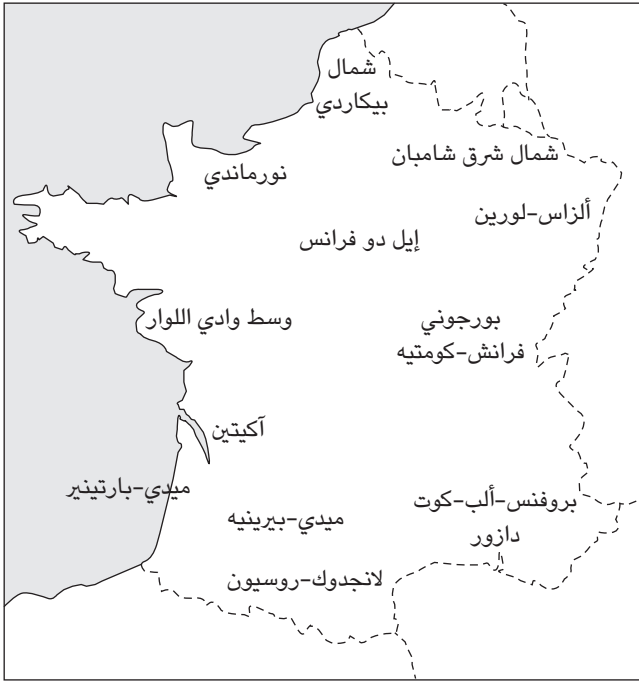 شمال
بيكاردي
شمال شرق شامبان
نورماندي
ألزاس-لورين
إيل دو فرانس
وسط وادي اللوار
بورجوني
فرانش-كومتيه
آكيتين
ميدي-بارتينير
بروفنس-ألب-كوت
دازور
ميدي-بيرينيه
لانجدوك-روسيون